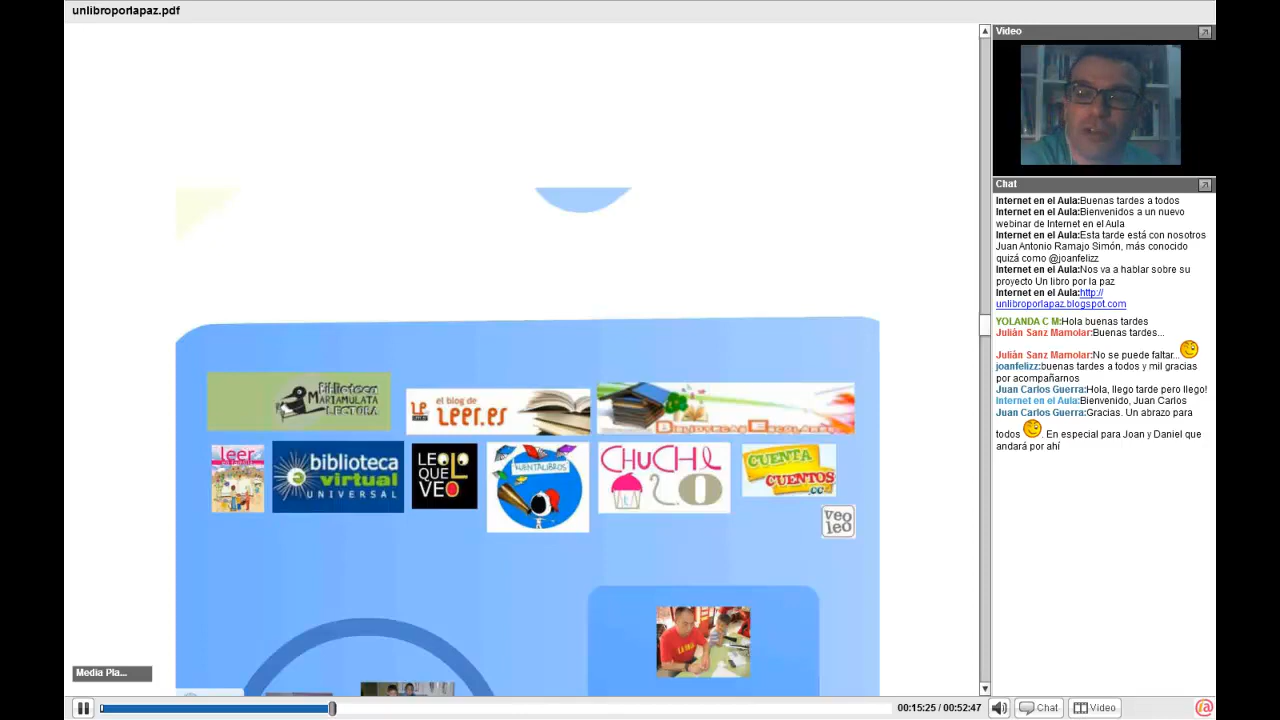 unlibroporlapaz.pdf
Biblioteca
MARIAMULATA
LECTORA
el blog de
LEER.es
BIBLIOTECAS ESCOLARES
leer
biblioteca
virtual
UNIVERSAL
LEO
QUE
VEO
KUENTALIBROS
CHUCHE
2.0
CUENTA
CUENTOS
.CC
veo
leo
Media Pla...
Video
Chat
Internet en el Aula:Buenas tardes a todos
Internet en el Aula:Bienvenidos a un nuevo
webinar de Internet en el Aula
Internet en el Aula:Esta tarde está con nosotros
Juan Antonio Ramajo Simón, más conocido
quizá como @joanfelizz
Internet en el Aula:Nos va a hablar sobre su
proyecto Un libro por la paz
Internet en el Aula:http://
unlibroporlapaz.blogspot.com
YOLANDA C M:Hola buenas tardes
Julián Sanz Mamolar:Buenas tardes...
Julián Sanz Mamolar:No se puede faltar...
joanfelizz:buenas tardes a todos y mil gracias
por acompañarnos
Juan Carlos Guerra:Hola, llego tarde pero llego!
Internet en el Aula:Bienvenido, Juan Carlos
Juan Carlos Guerra:Gracias. Un abrazo para
todos . En especial para Joan y Daniel que
andará por ahí
00:15:25 / 00:52:47
Chat
Video